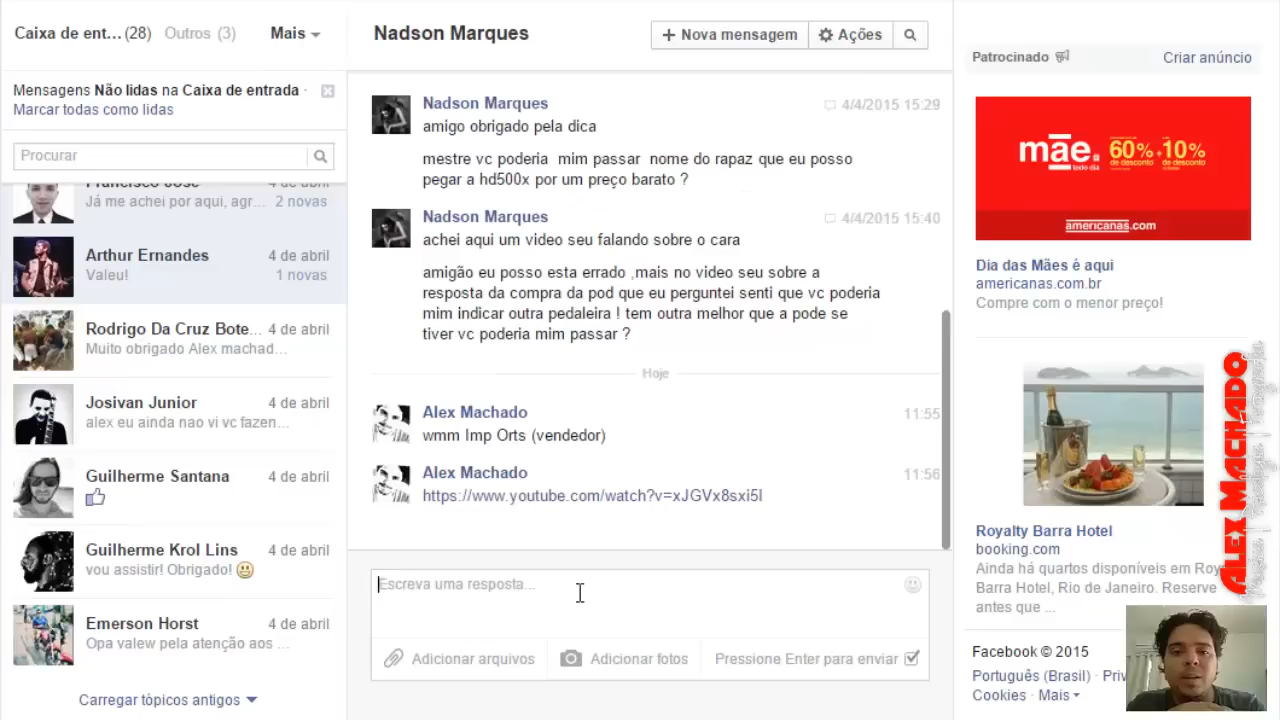 Caixa de ent... (28) Outros (3) Mais
Mensagens Não lidas na Caixa de entrada ·
Marcar todas como lidas
Procurar
Francisco José
Já me achei por aqui, agr... 2 novas
Arthur Ernandes 4 de abril
Valeu! 1 novas
Rodrigo Da Cruz Bote... 4 de abril
Muito obrigado Alex machad...
Josivan Junior 4 de abril
alex eu ainda nao vi vc fazen...
Guilherme Santana 4 de abril
Guilherme Krol Lins 4 de abril
vou assistir! Obrigado!
Emerson Horst 4 de abril
Opa valew pela atenção aos ...
Carregar tópicos antigos
Nadson Marques
+ Nova mensagem Ações
Nadson Marques 4/4/2015 15:29
amigo obrigado pela dica
mestre vc poderia mim passar nome do rapaz que eu posso
pegar a hd500x por um preço barato ?
Nadson Marques 4/4/2015 15:40
achei aqui um video seu falando sobre o cara
amigão eu posso esta errado ,mais no video seu sobre a
resposta da compra da pod que eu perguntei senti que vc poderia
mim indicar outra pedaleira ! tem outra melhor que a pode se
tiver vc poderia mim passar ?
Hoje
Alex Machado 11:55
wmm Imp Orts (vendedor)
Alex Machado 11:56
https://www.youtube.com/watch?v=xJGVx8sxi5I
Escreva uma resposta...
Adicionar arquivos Adicionar fotos Pressione Enter para enviar
Patrocinado Criar anúncio
mãe. 60% de desconto + 10% de desconto
todo dia
americanas.com
Dia das Mães é aqui
americanas.com.br
Compre com o menor preço!
Royalty Barra Hotel
booking.com
Ainda há quartos disponíveis em Roy
Barra Hotel, Rio de Janeiro. Reserve
antes que ...
Facebook © 2015
Português (Brasil) · Priv
Cookies · Mais
ALEX MACHADO